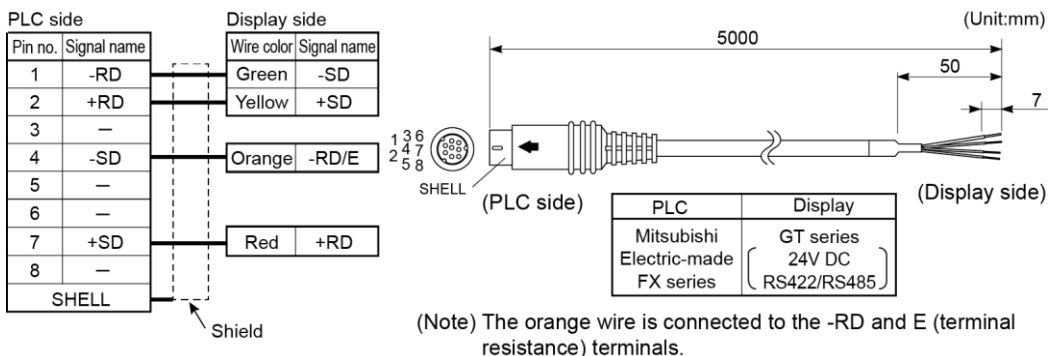 PLC side
Display side
Pin no. Signal name
Wire color Signal name
1 -RD
Green -SD
2 +RD
Yellow +SD
3 —
4 -SD
Orange -RD/E
5 —
6 —
7 +SD
Red +RD
8 —
SHELL
Shield
(Unit:mm)
5000
50
7
1 3 6
2 4 7
5 8
SHELL
(PLC side)
(Display side)
PLC Display
Mitsubishi GT series
Electric-made 24V DC
FX series RS422/RS485
(Note) The orange wire is connected to the -RD and E (terminal
resistance) terminals.